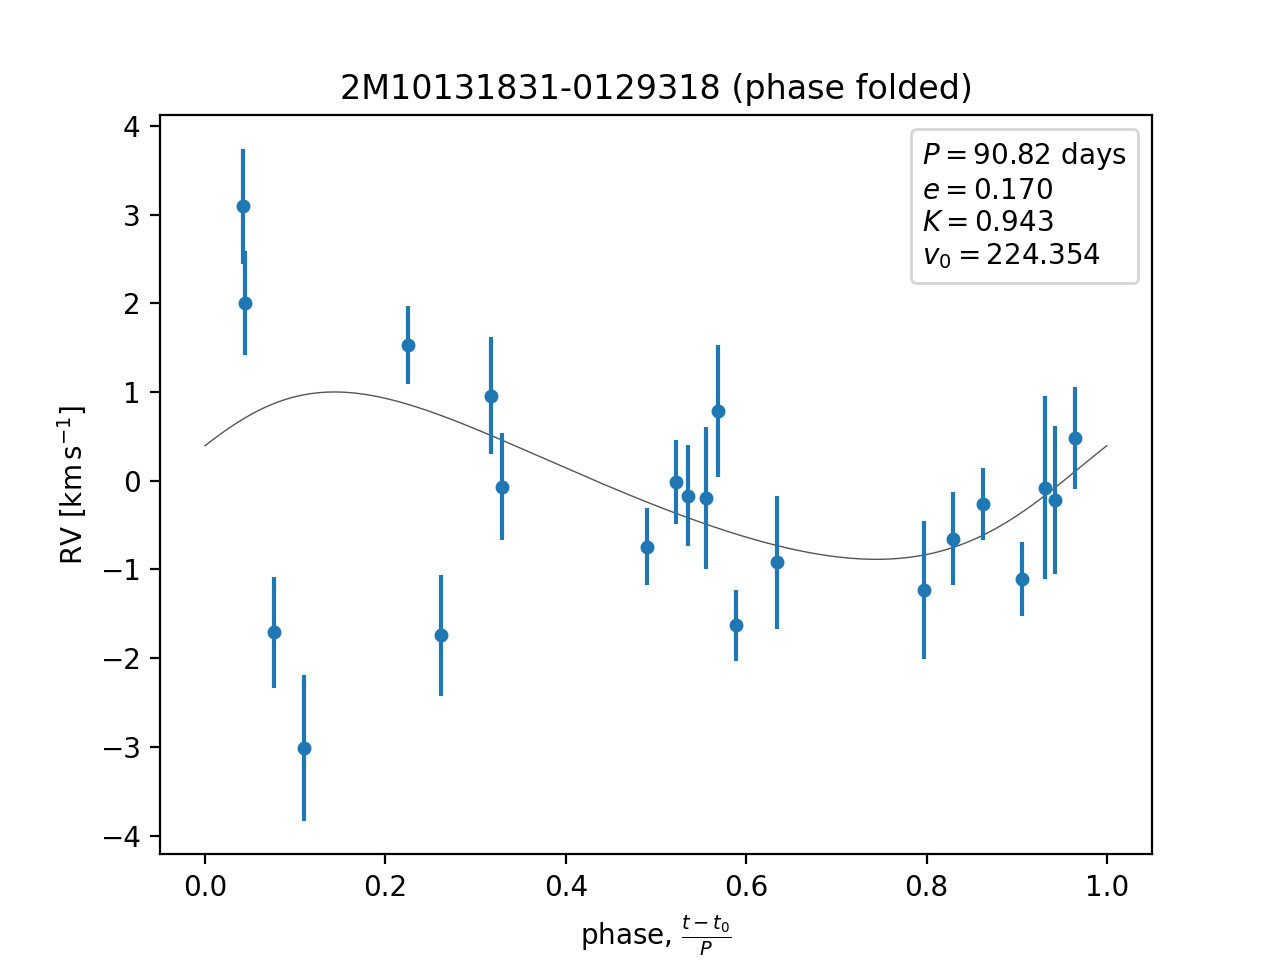 2M10131831-0129318 (phase folded)
P = 90.82 days
e = 0.170
K = 0.943
v₀ = 224.354
RV [km s⁻¹]
4
3
2
1
0
−1
−2
−3
−4
0.0 0.2 0.4 0.6 0.8 1.0
phase, (t − t₀)/P